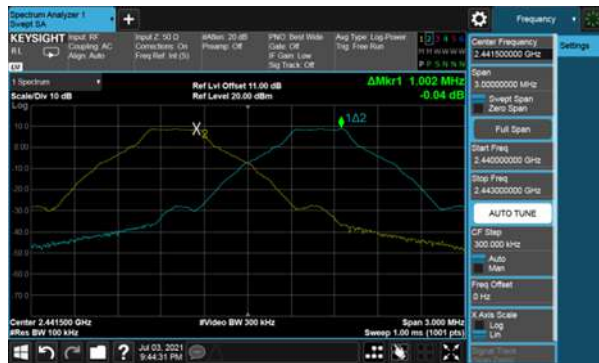 Spectrum Analyzer 1
Swept SA
+
Frequency
KEYSIGHT
RL
Input: RF
Coupling: AC
Align: Auto
Input Z: 50 Ω
Corrections: On
Freq Ref: Int (S)
#Atten: 20 dB
Preamp: Off
PNO: Best Wide
Gate: Off
IF Gain: Low
Sig Track: Off
Avg Type: Log-Power
Trig: Free Run
1 2 3 4 5 6
M M W W W W
P P S N N N
1 Spectrum
Scale/Div 10 dB
Log
Ref Lvl Offset 11.00 dB
Ref Level 20.00 dBm
ΔMkr1 1.002 MHz
-0.04 dB
10.0
0.00
-10.0
-20.0
-30.0
-40.0
-50.0
-60.0
-70.0
X2
1Δ2
Center 2.441500 GHz
#Res BW 100 kHz
#Video BW 300 kHz
Span 3.000 MHz
Sweep 1.00 ms (1001 pts)
Jul 03, 2021
9:44:31 PM
Center Frequency
2.441500000 GHz
Settings
Span
3.00000000 MHz
Swept Span
Zero Span
Full Span
Start Freq
2.440000000 GHz
Stop Freq
2.443000000 GHz
AUTO TUNE
CF Step
300.000 kHz
Auto
Man
Freq Offset
0 Hz
X Axis Scale
Log
Lin